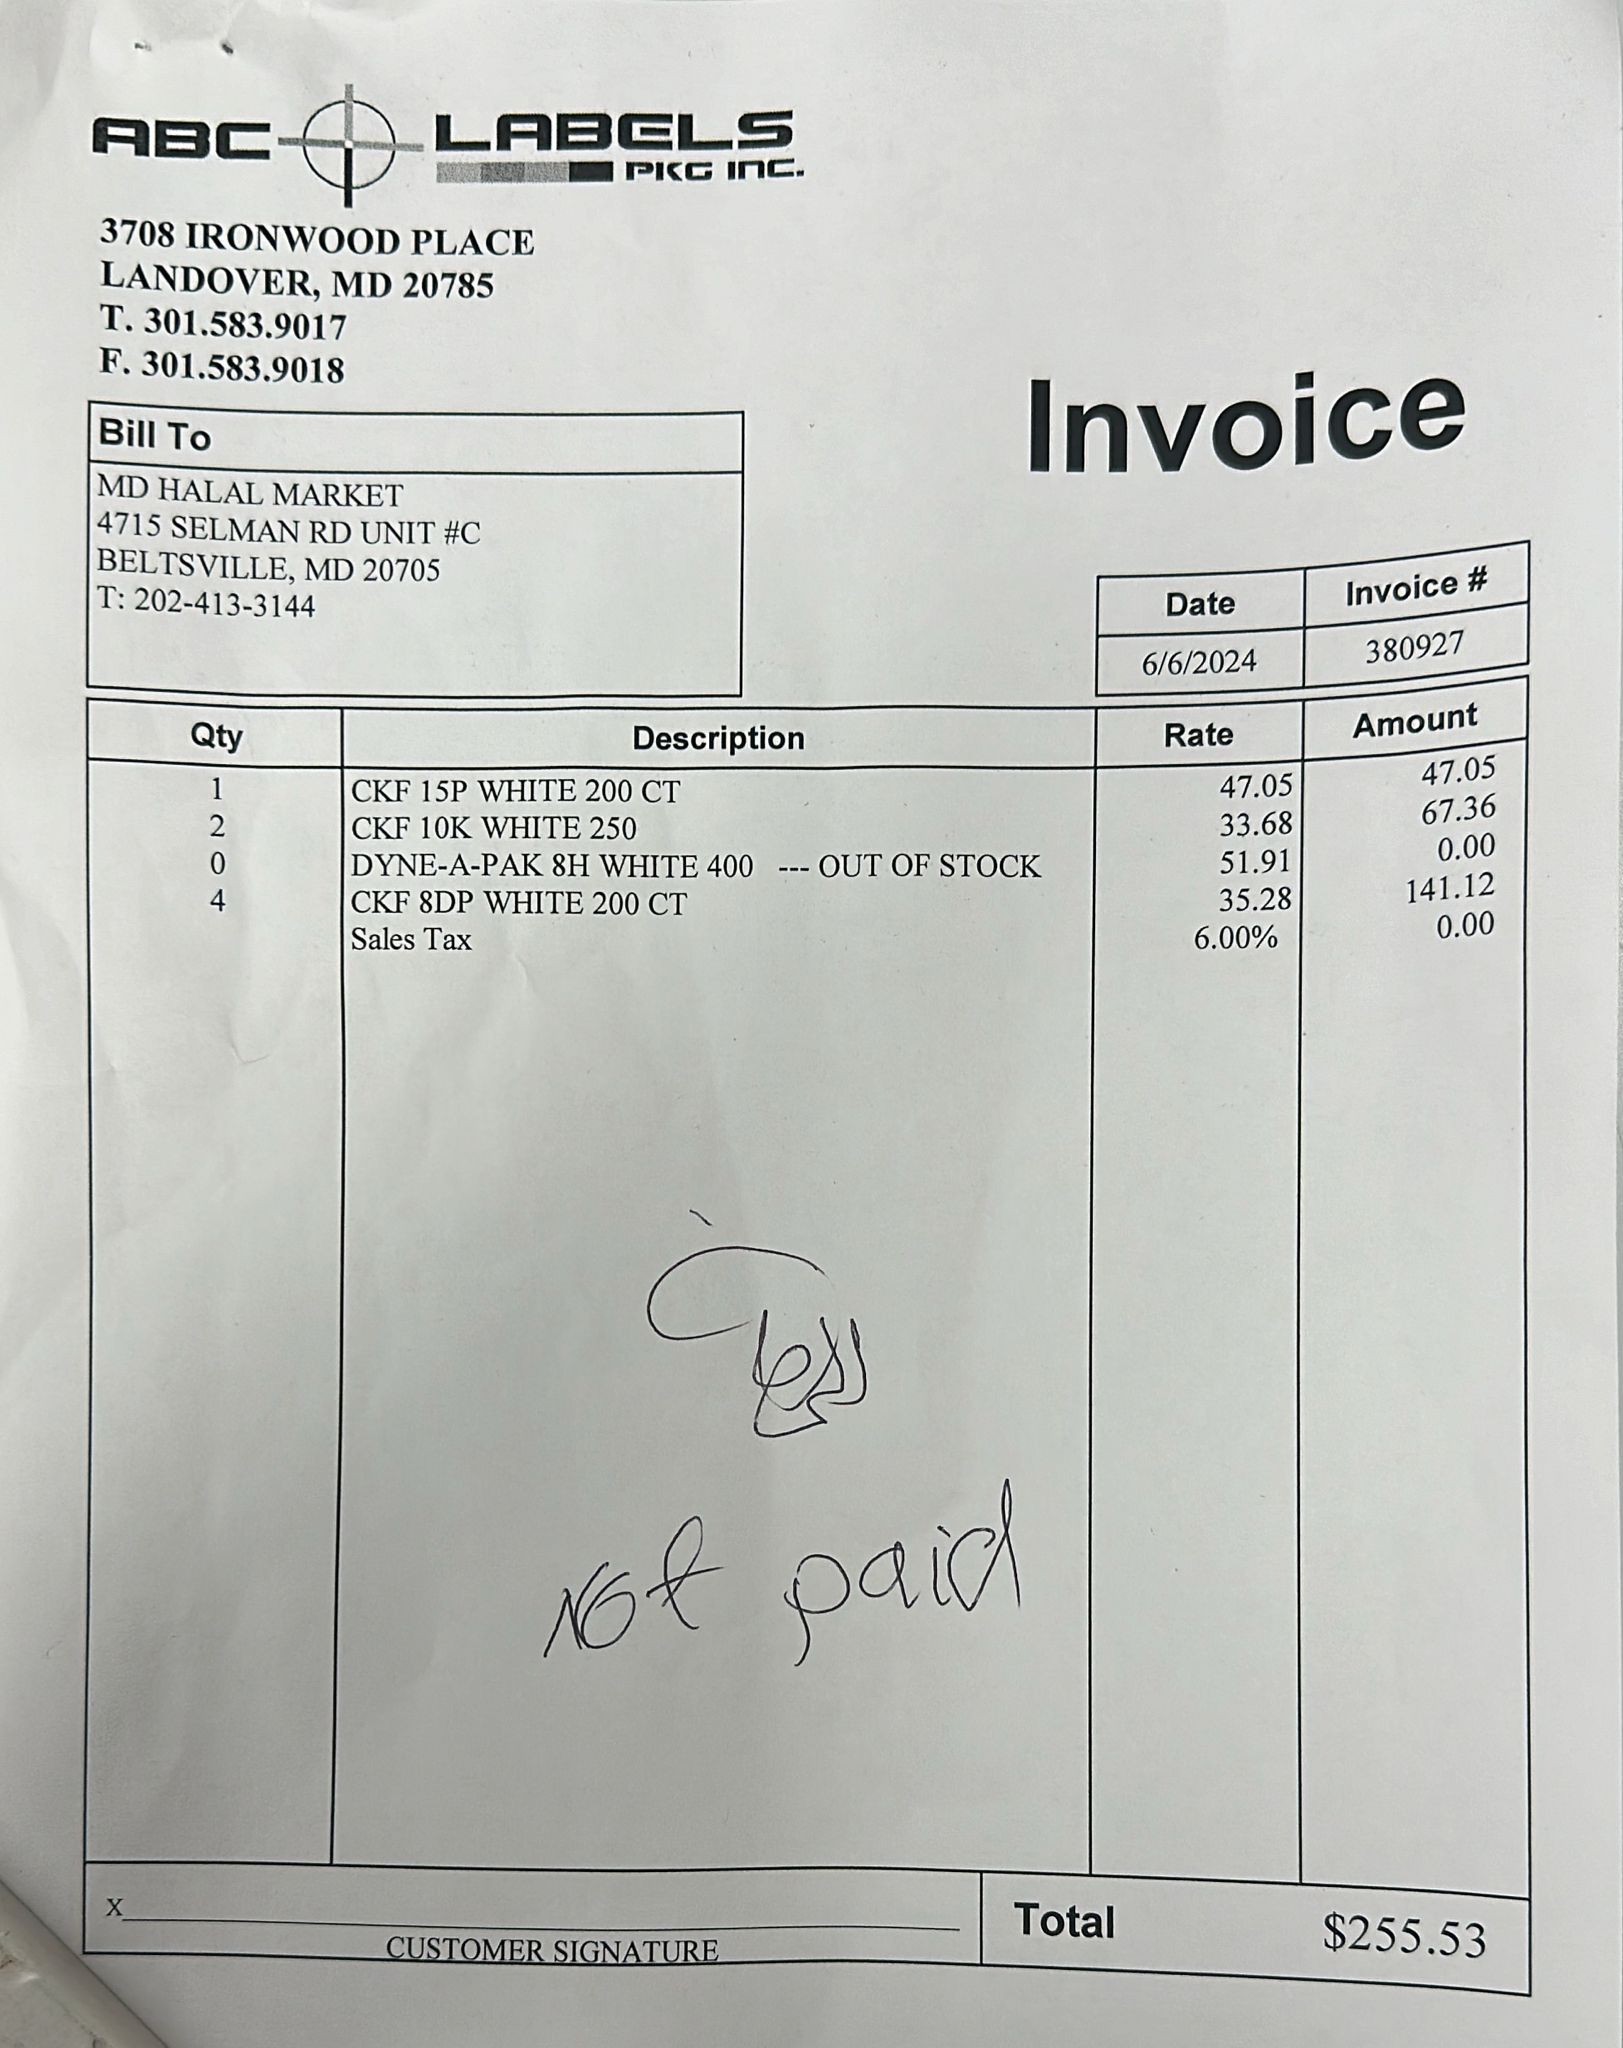 ABC LABELS
PKG INC.
3708 IRONWOOD PLACE
LANDOVER, MD 20785
T. 301.583.9017
F. 301.583.9018
Invoice
Bill To
MD HALAL MARKET
4715 SELMAN RD UNIT #C
BELTSVILLE, MD 20705
T: 202-413-3144
Date Invoice #
6/6/2024 380927
Qty Description Rate Amount
1 CKF 15P WHITE 200 CT 47.05 47.05
2 CKF 10K WHITE 250 33.68 67.36
0 DYNE-A-PAK 8H WHITE 400 --- OUT OF STOCK 51.91 0.00
4 CKF 8DP WHITE 200 CT 35.28 141.12
Sales Tax 6.00% 0.00
Not paid
X
CUSTOMER SIGNATURE
Total $255.53